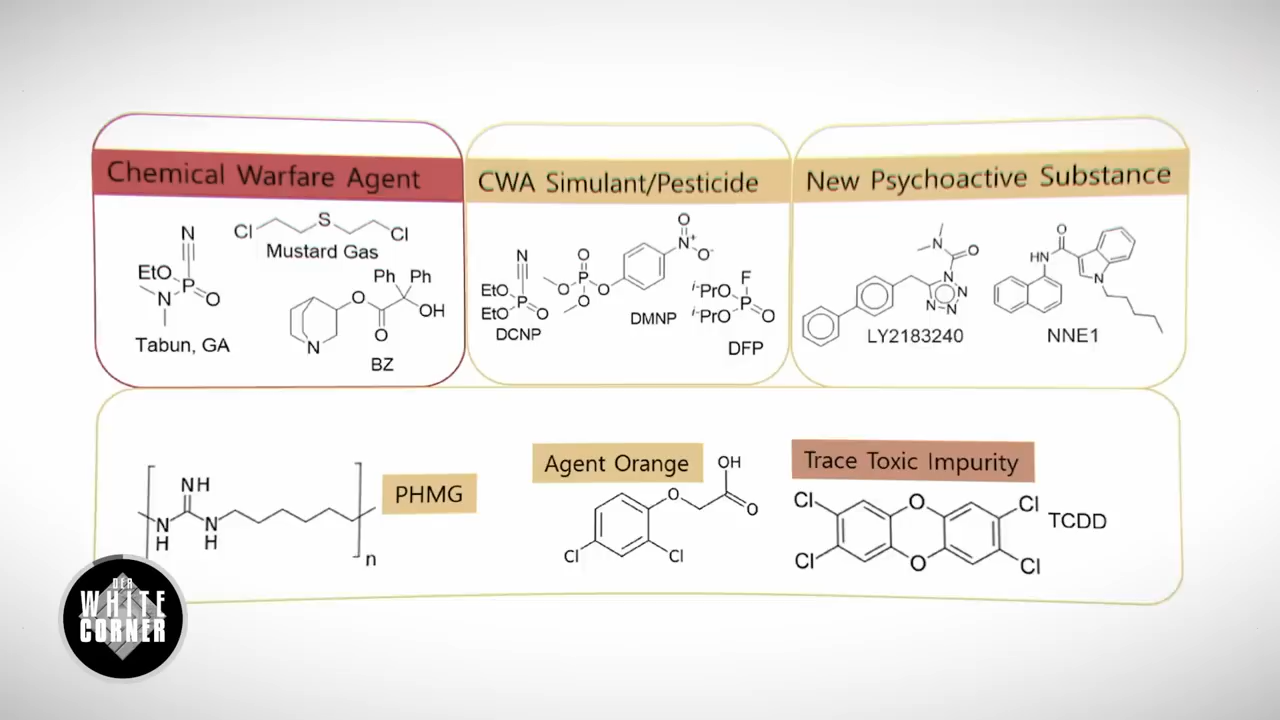 Chemical Warfare Agent
N
EtO
P
N
O
Tabun, GA
Cl
S
Cl
Mustard Gas
Ph
Ph
O
OH
O
N
BZ
CWA Simulant/Pesticide
N
EtO
EtO
P
O
DCNP
O
P
O
O
O
N+
O-
DMNP
F
i-PrO
i-PrO
P
O
DFP
New Psychoactive Substance
N
O
N
N
N
N
LY2183240
O
HN
N
NNE1
NH
N
H
N
H
n
PHMG
Agent Orange
OH
O
O
Cl
Cl
Trace Toxic Impurity
Cl
O
Cl
Cl
O
Cl
TCDD
DER
WHITE
CORNER